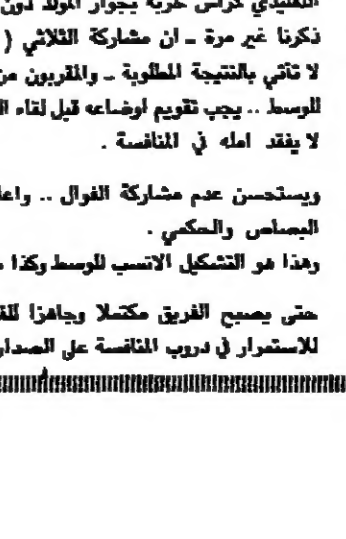 التقليدي كراس حربة بجوار المولد دون
ذكرنا غير مرة ـ ان مشاركة الثلاثي (
لا تأتي بالنتيجة المطلوبة ـ والمقربون من
للوسط .. يجب تقويم اوضاعه قبل لقاء ال
لا يفقد امله في المنافسة .
ويستحسن عدم مشاركة الفوال .. واعا
البصاص والحكمي .
وهذا هو التشكيل الانسب للوسط وكذا
حتى يصبح الفريق مكتملا وجاهزا للق
للاستمرار في دروب المنافسة على الصدار